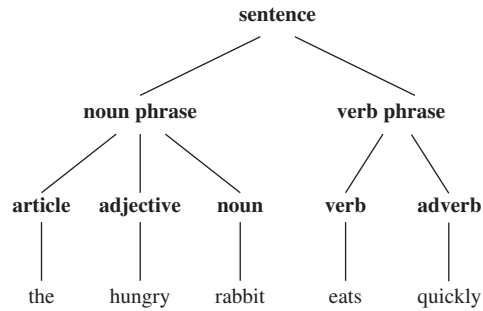 sentence
noun phrase verb phrase
article adjective noun verb adverb
the hungry rabbit eats quickly